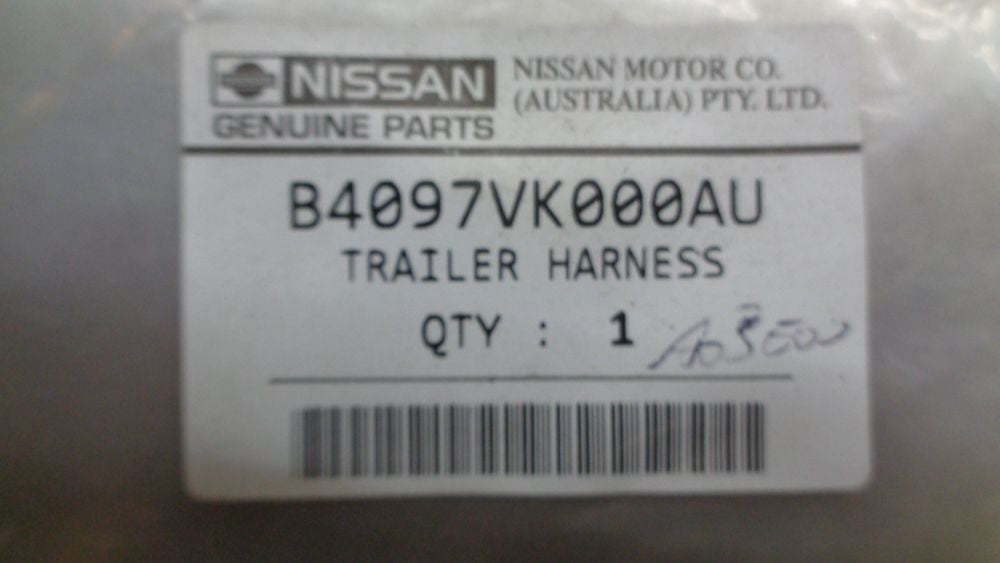 NISSAN
GENUINE PARTS
NISSAN MOTOR CO.
(AUSTRALIA) PTY. LTD.
B4097VK000AU
TRAILER HARNESS
QTY : 1